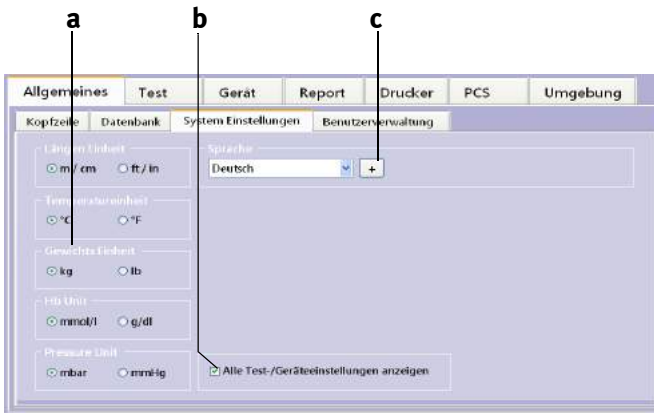 a b c
Allgemeines Test Gerät Report Drucker PCS Umgebung
Kopfzeile Datenbank System Einstellungen Benutzerverwaltung
Längen Einheit Sprache
m / cm ft / in Deutsch +
Temperatureinheit
°C °F
Gewichts Einheit
kg lb
Hb Unit
mmol/l g/dl
Pressure Unit
mbar mmHg Alle Test-/Geräteeinstellungen anzeigen